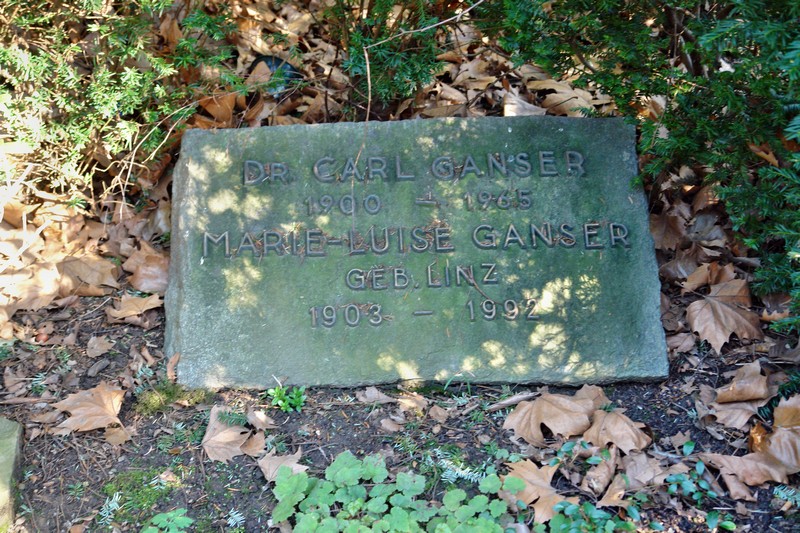 DR. CARL GANSER
1900 – 1965
MARIE-LUISE GANSER
GEB. LINZ
1903 – 1992